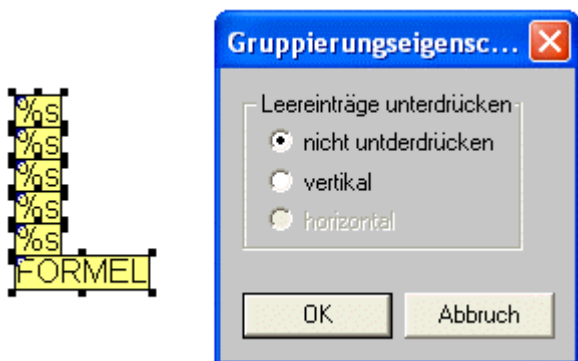 %s
%s
%s
%s
%s
FORMEL
Gruppierungseigensc...
Leereinträge unterdrücken
nicht untderdrücken
vertikal
horizontal
OK
Abbruch